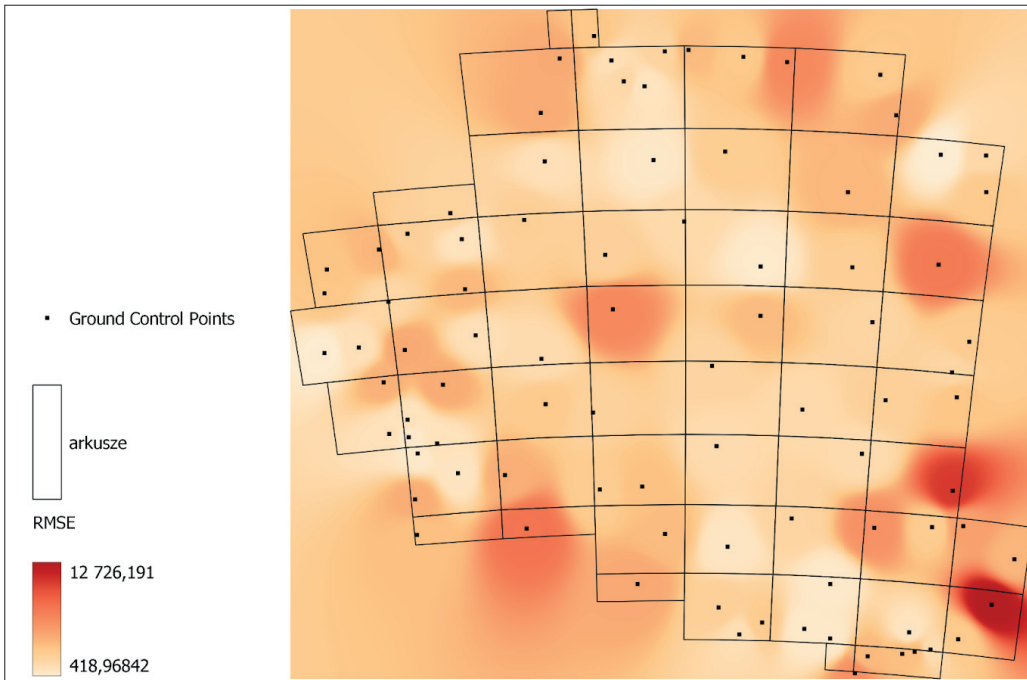 Ground Control Points
arkusze
RMSE
12 726,191
418,96842